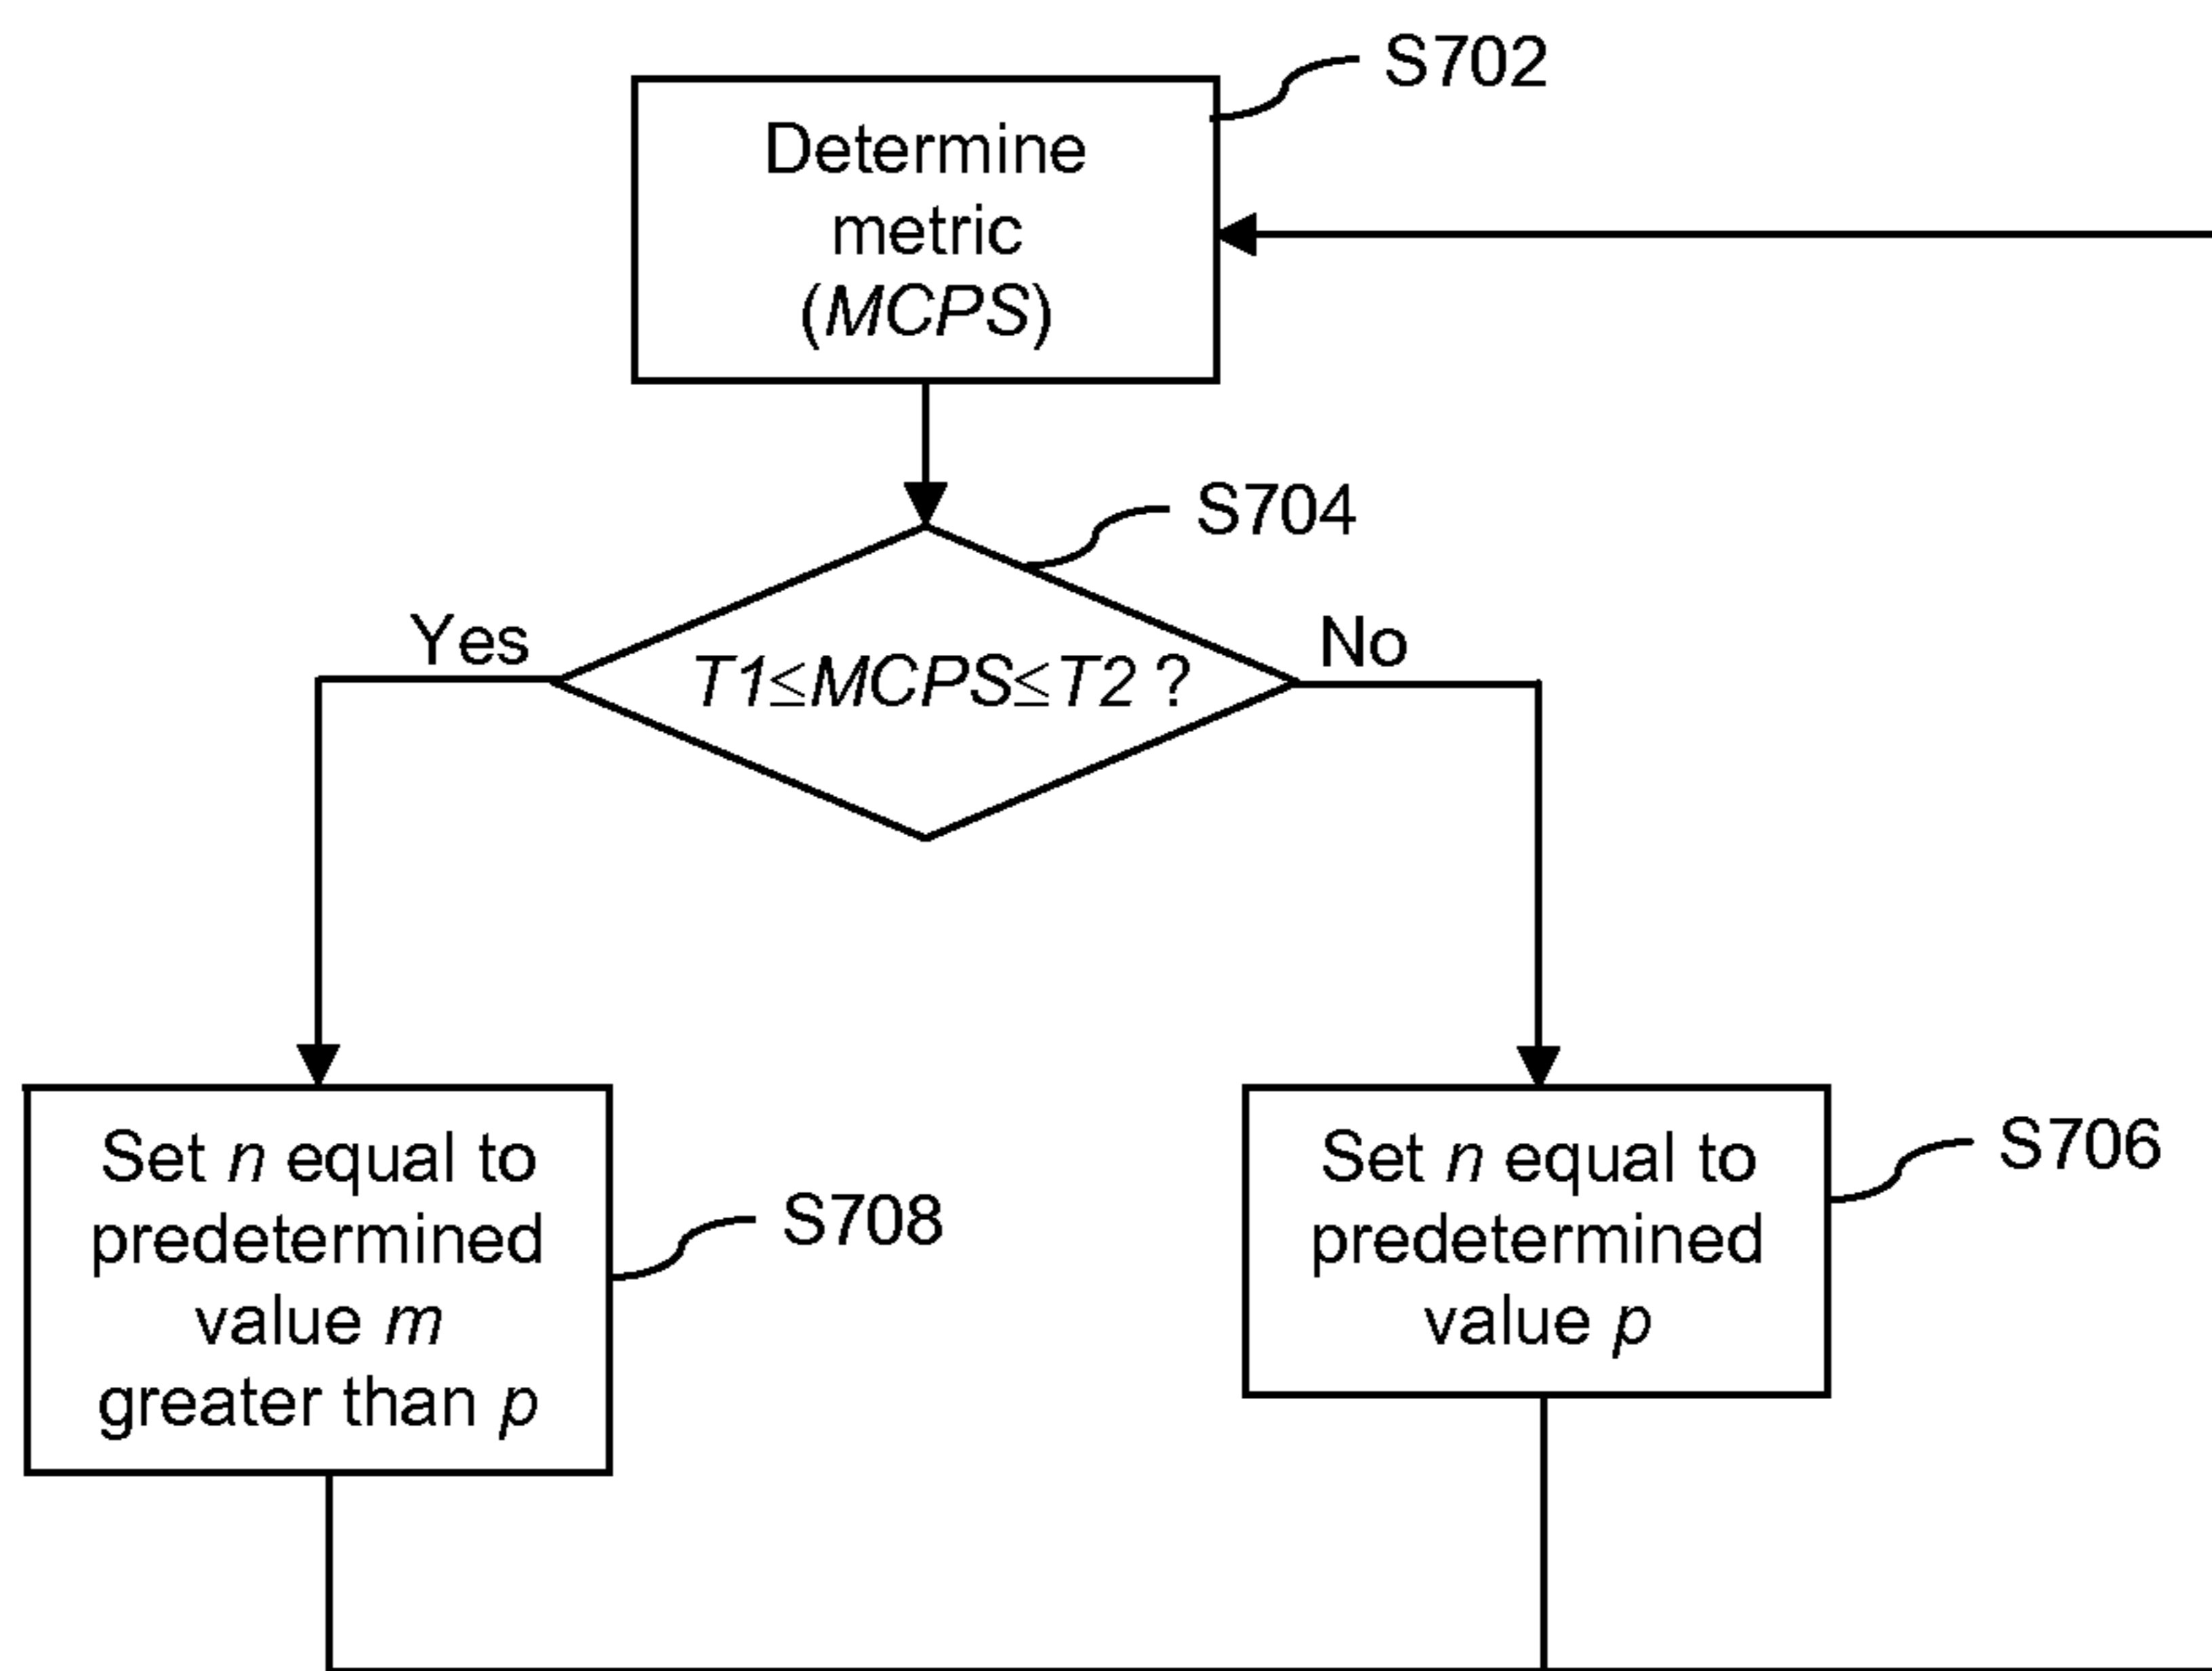 S702
Determine
metric
(MCPS)
S704
Yes
No
T1≤MCPS≤T2 ?
Set n equal to
predetermined
value m
greater than p
S708
Set n equal to
predetermined
value p
S706